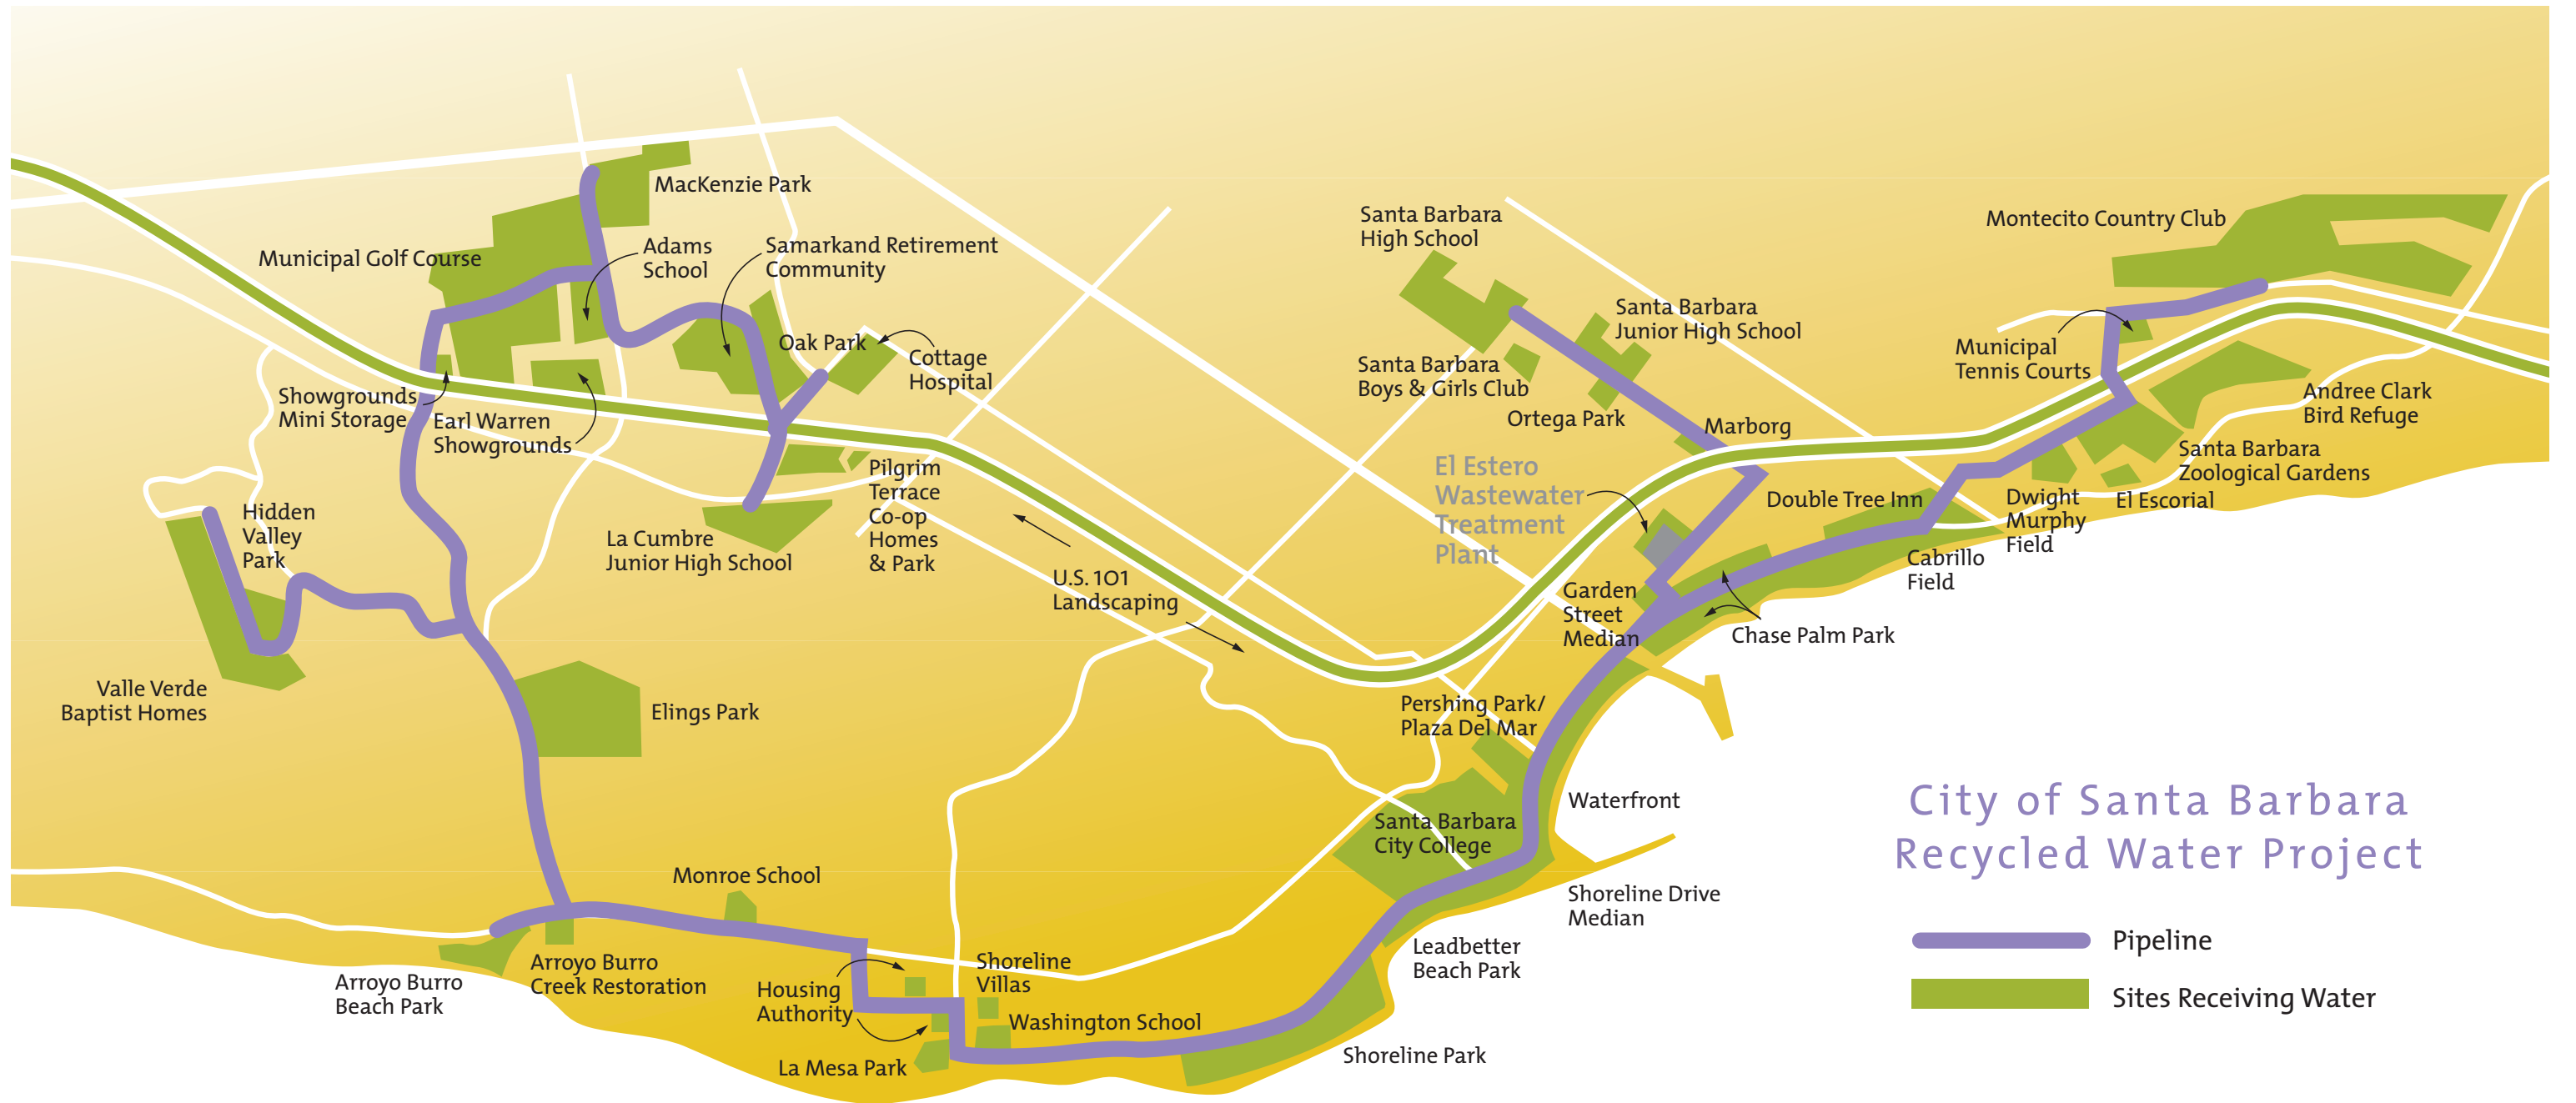 MacKenzie Park
Municipal Golf Course
Adams
School
Samarkand Retirement
Community
Oak Park
Cottage
Hospital
Showgrounds
Mini Storage
Earl Warren
Showgrounds
Hidden
Valley
Park
La Cumbre
Junior High School
Pilgrim
Terrace
Co-op
Homes
& Park
U.S. 101
Landscaping
Valle Verde
Baptist Homes
Elings Park
Monroe School
Arroyo Burro
Beach Park
Arroyo Burro
Creek Restoration
Housing
Authority
Shoreline
Villas
Washington School
La Mesa Park
Shoreline Park
Leadbetter
Beach Park
Shoreline Drive
Median
Santa Barbara
City College
Waterfront
Pershing Park/
Plaza Del Mar
Garden
Street
Median
Chase Palm Park
El Estero
Wastewater
Treatment
Plant
Santa Barbara
High School
Santa Barbara
Junior High School
Santa Barbara
Boys & Girls Club
Ortega Park
Marborg
Double Tree Inn
Cabrillo
Field
Dwight
Murphy
Field
El Escorial
Santa Barbara
Zoological Gardens
Andree Clark
Bird Refuge
Municipal
Tennis Courts
Montecito Country Club
City of Santa Barbara
Recycled Water Project
Pipeline
Sites Receiving Water